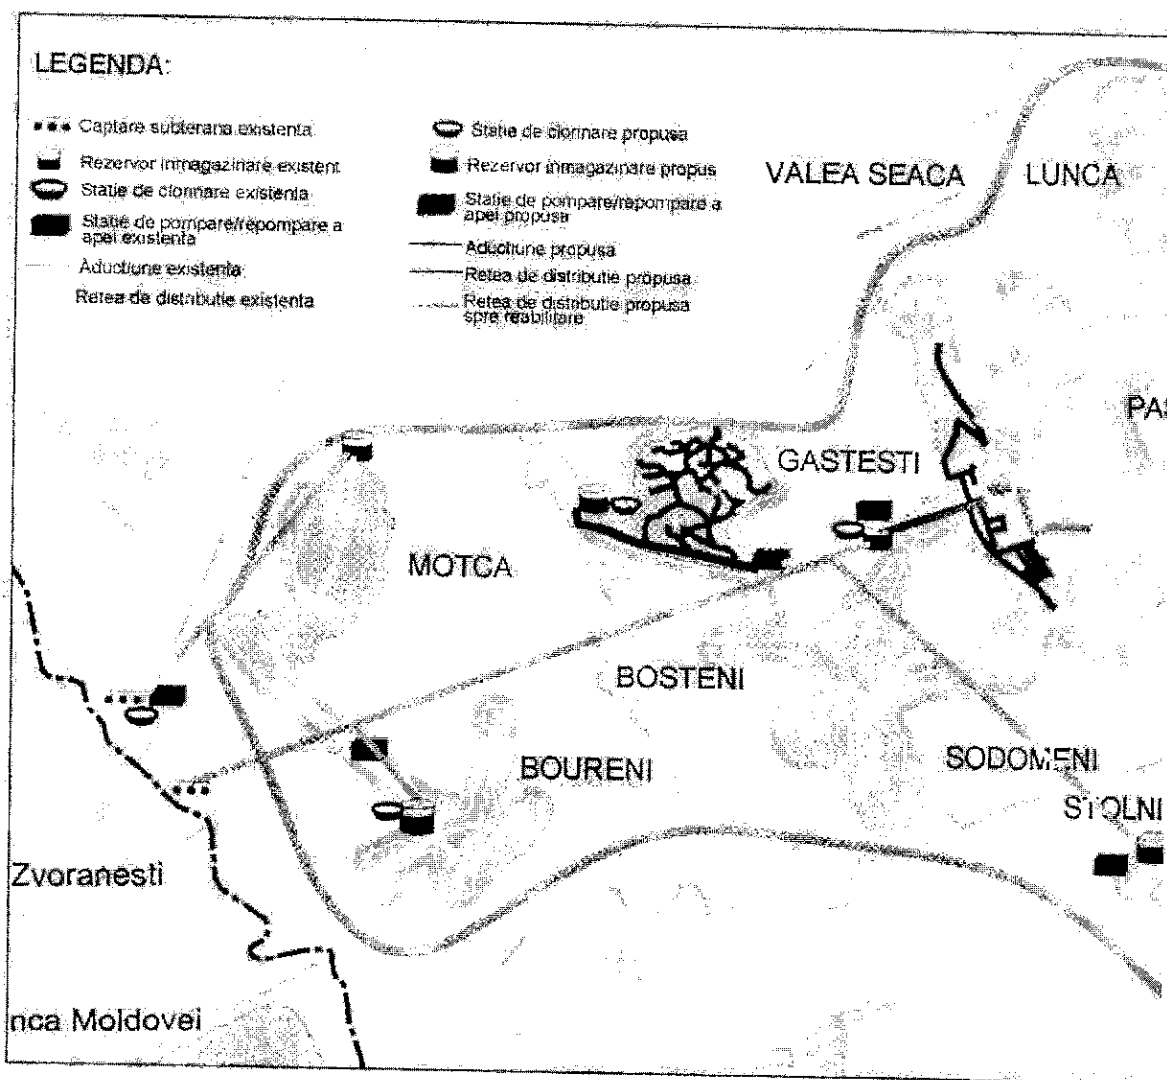 LEGENDA:
Captare subterana existenta
Rezervor inmagazinare existent
Statie de clorinare existenta
Statie de pompare/repompare a
apei existenta
Aductiune existenta
Retea de distributie existenta
Statie de clorinare propusa
Rezervor inmagazinare propus
Statie de pompare/repompare a
apei propusa
Aductiune propusa
Retea de distributie propusa
Retea de distributie propusa
spre reabilitare
VALEA SEACA
LUNCA
PAS
GASTESTI
MOTCA
BOSTENI
BOURENI
SODOMENI
STOLNI
Zvoranesti
nca Moldovei